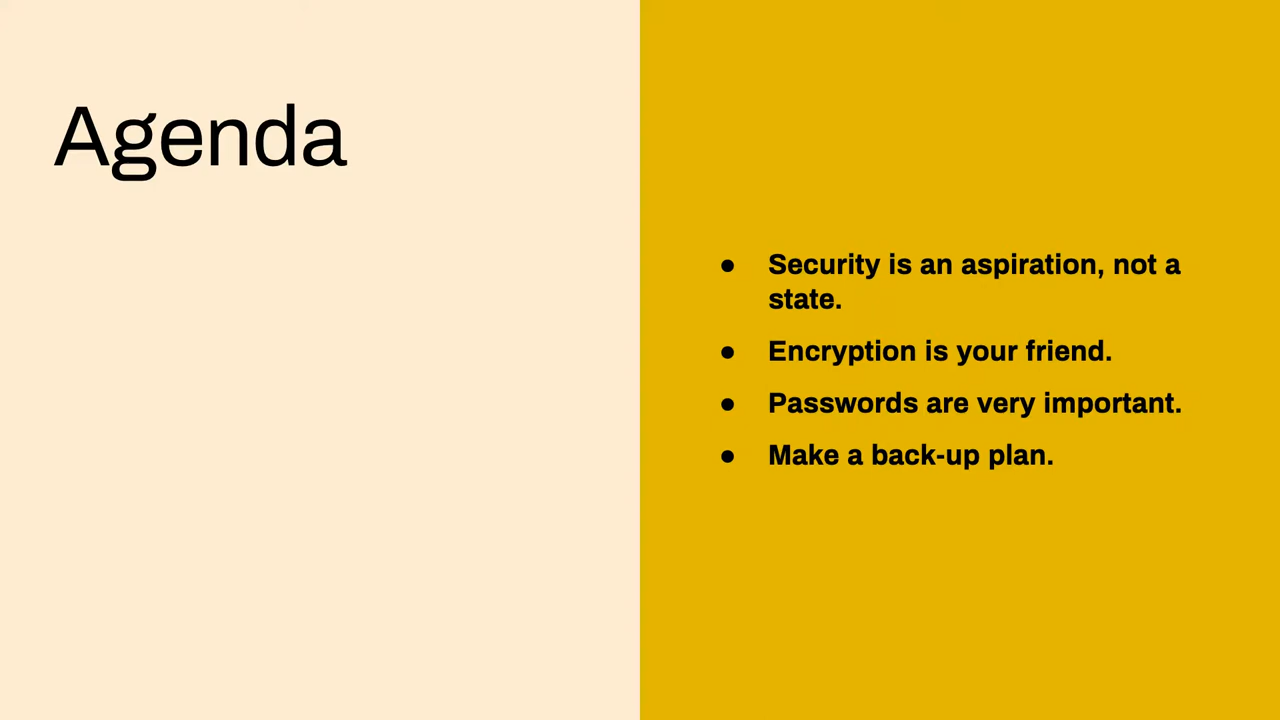 Agenda
● Security is an aspiration, not a
state.
● Encryption is your friend.
● Passwords are very important.
● Make a back-up plan.